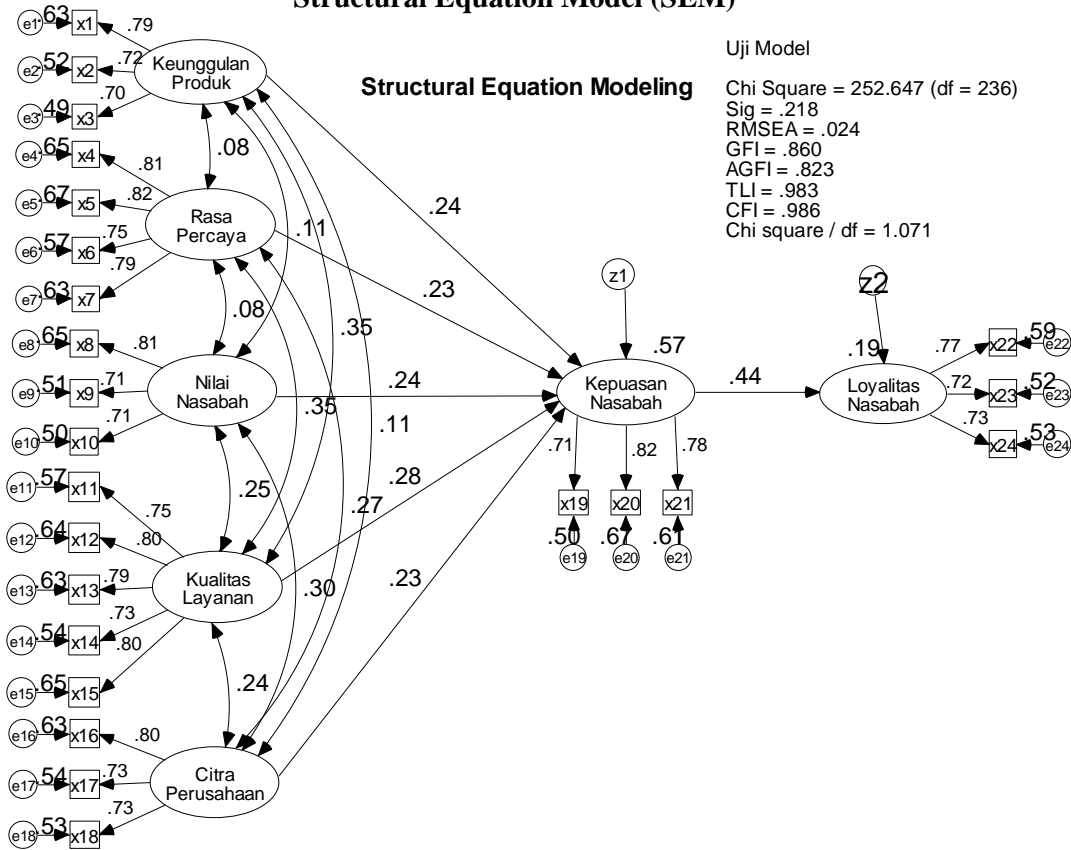 Structural Equation Model (SEM)
Structural Equation Modeling
Uji Model
Chi Square = 252.647 (df = 236)
Sig = .218
RMSEA = .024
GFI = .860
AGFI = .823
TLI = .983
CFI = .986
Chi square / df = 1.071
e1 .63 x1 .79
e2 .52 x2 .72
e3 .49 x3 .70
Keunggulan
Produk
e4 .65 x4 .81
e5 .67 x5 .82
e6 .57 x6 .75
e7 .63 x7 .79
Rasa
Percaya
e8 .65 x8 .81
e9 .51 x9 .71
e10 .50 x10 .71
Nilai
Nasabah
e11 .57 x11 .75
e12 .64 x12 .80
e13 .63 x13 .79
e14 .54 x14 .73
e15 .65 x15 .80
Kualitas
Layanan
e16 .63 x16 .80
e17 .54 x17 .73
e18 .53 x18 .73
Citra
Perusahaan
.08
.11
.08
.35
.35
.11
.25
.27
.30
.24
.24
.23
.24
.28
.23
z1
.57
Kepuasan
Nasabah
.71 .82 .78
x19 x20 x21
.50 .67 .61
e19 e20 e21
.44
z2
.19
Loyalitas
Nasabah
.77 x22 .59 e22
.72 x23 .52 e23
.73 x24 .53 e24